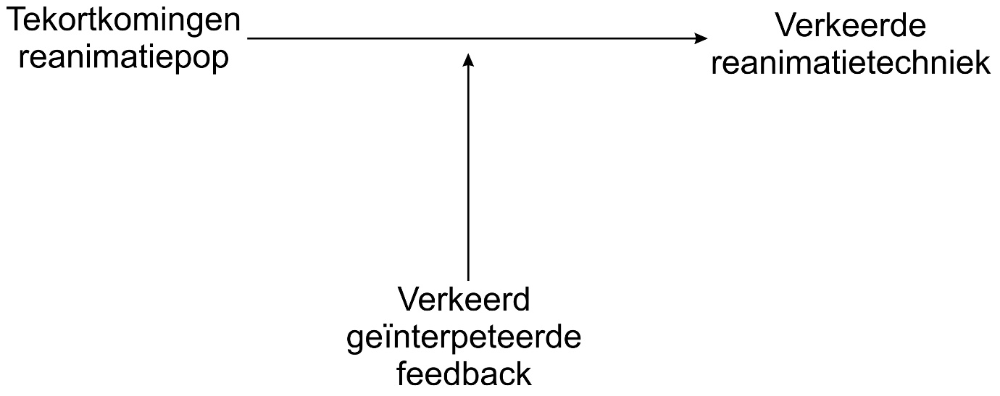 Tekortkomingen
reanimatiepop
Verkeerde
reanimatietechniek
Verkeerd
geïnterpeteerde
feedback